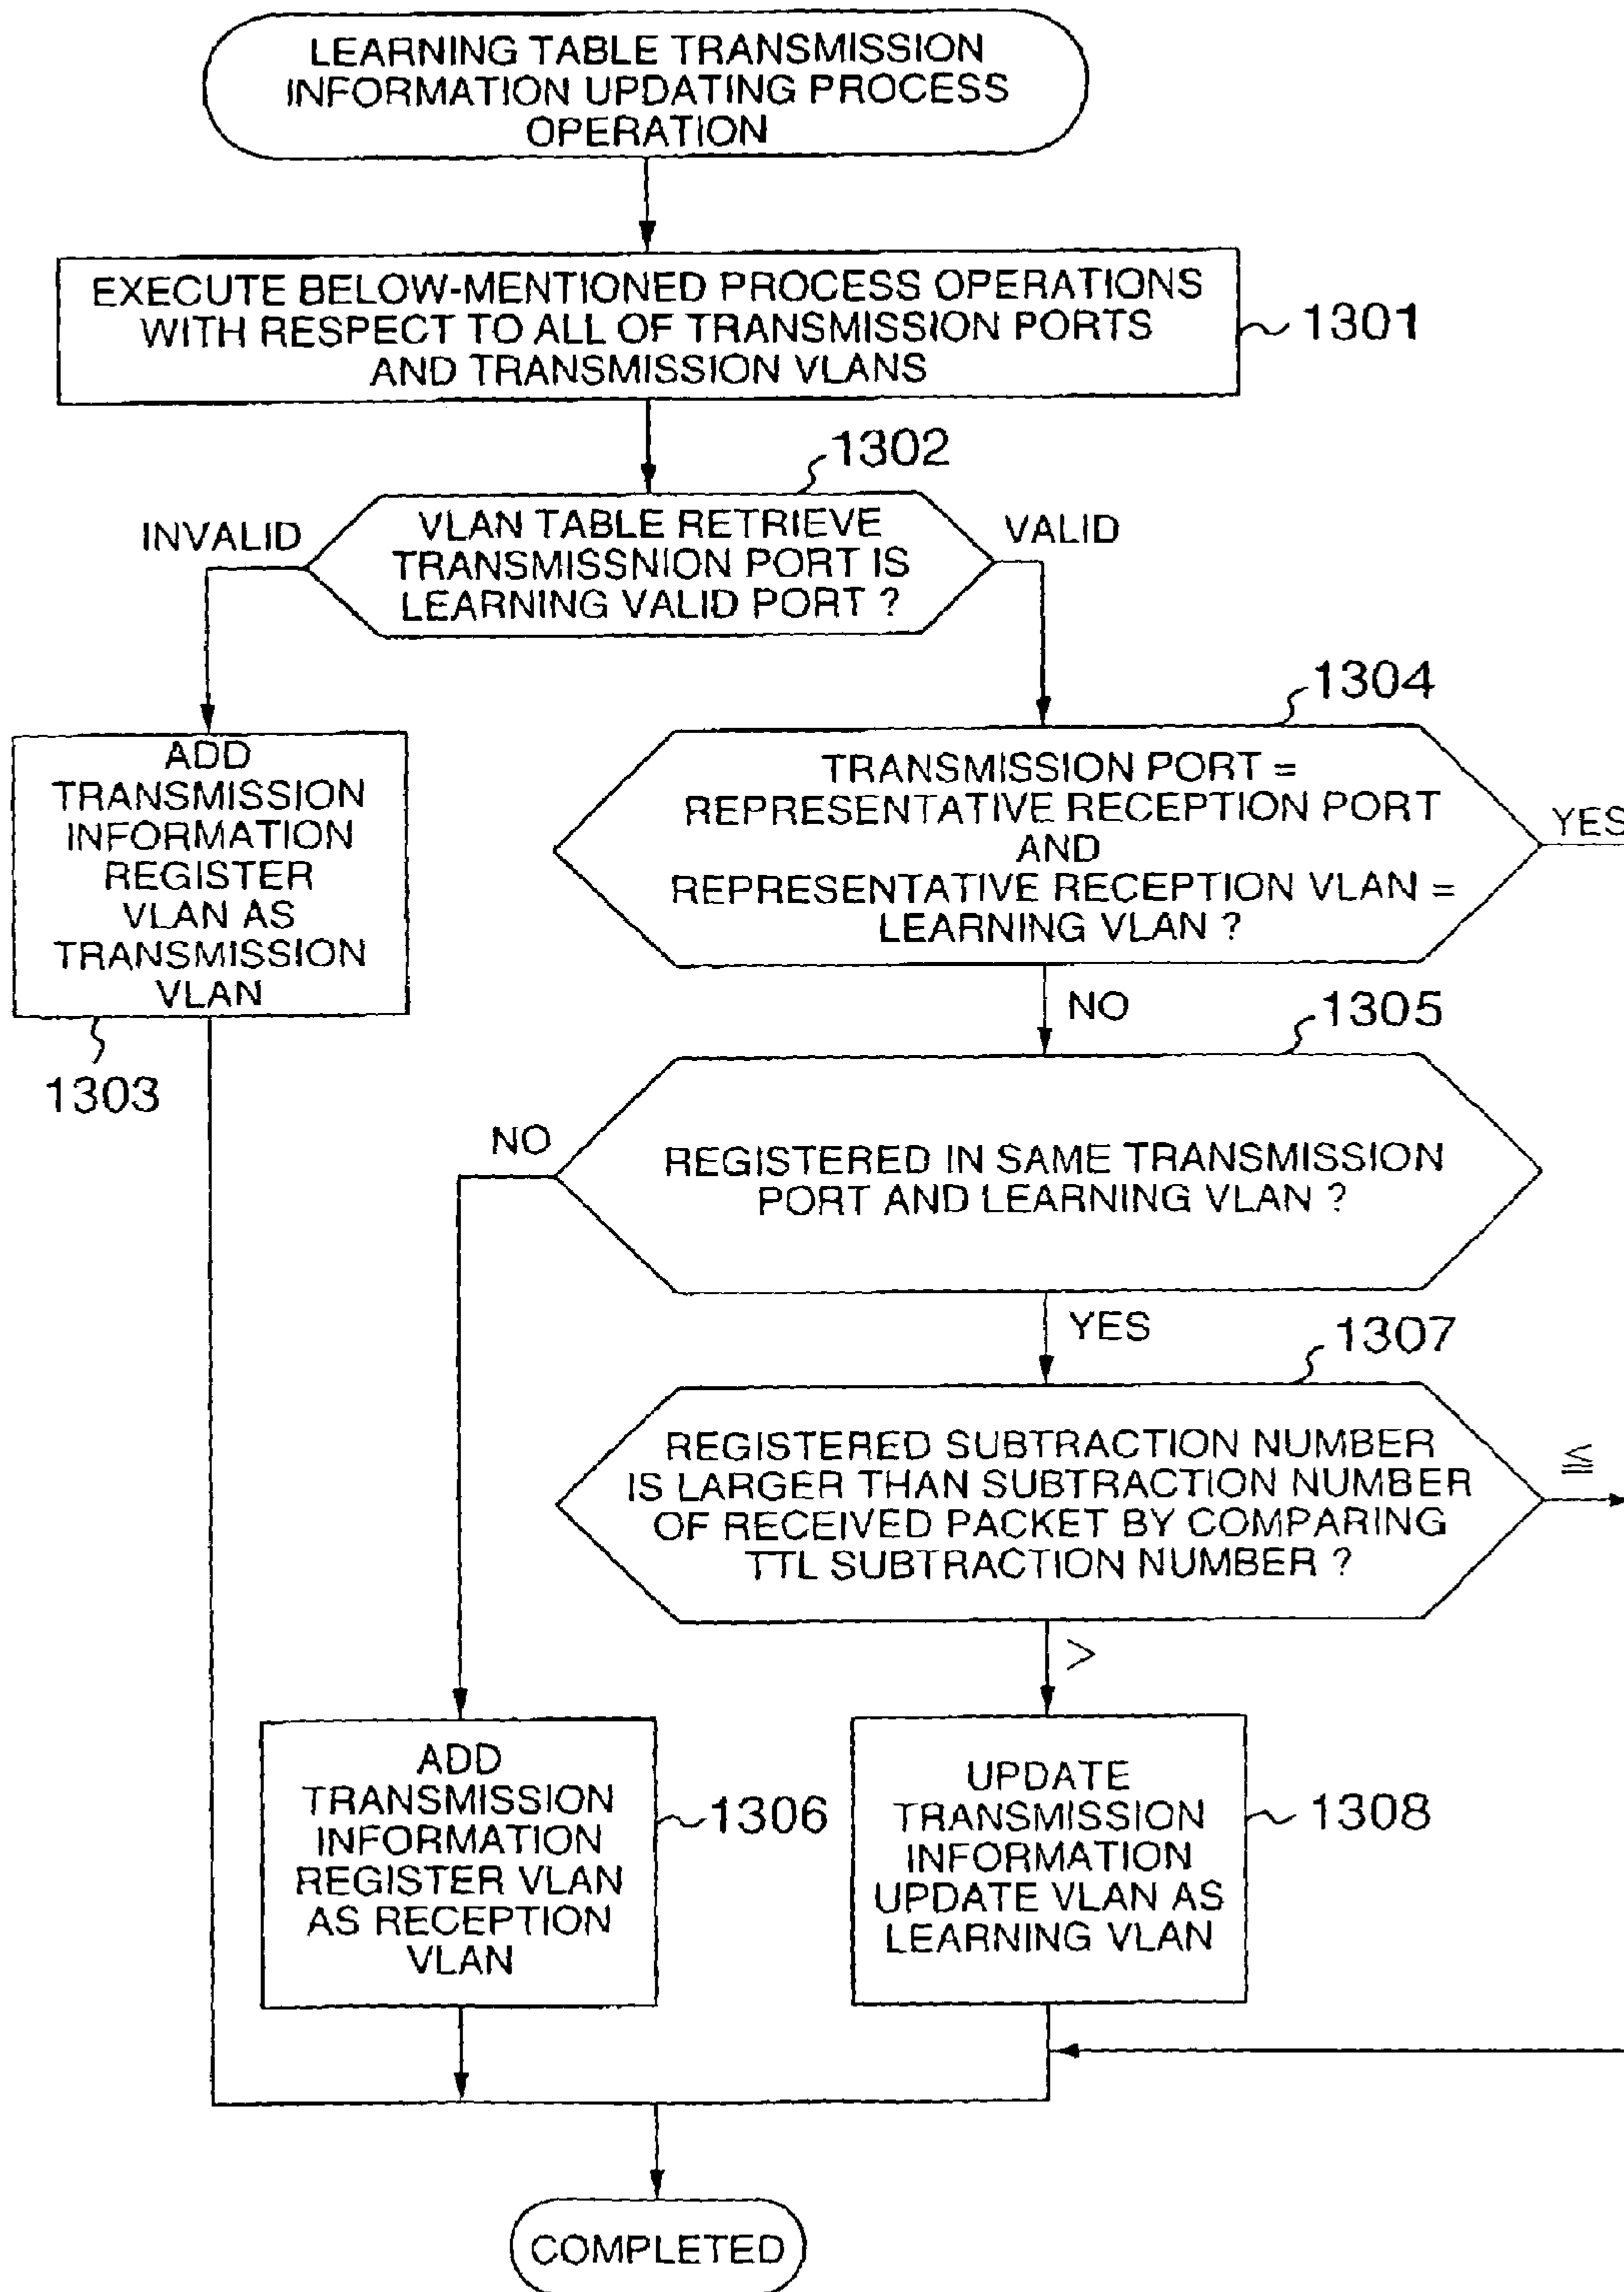 LEARNING TABLE TRANSMISSION
INFORMATION UPDATING PROCESS
OPERATION
EXECUTE BELOW-MENTIONED PROCESS OPERATIONS
WITH RESPECT TO ALL OF TRANSMISSION PORTS
AND TRANSMISSION VLANS
1301
1302
INVALID
VLAN TABLE RETRIEVE
TRANSMISSNION PORT IS
LEARNING VALID PORT ?
VALID
1304
ADD
TRANSMISSION
INFORMATION
REGISTER
VLAN AS
TRANSMISSION
VLAN
1303
TRANSMISSION PORT =
REPRESENTATIVE RECEPTION PORT
AND
REPRESENTATIVE RECEPTION VLAN =
LEARNING VLAN ?
YES
NO
1305
NO
REGISTERED IN SAME TRANSMISSION
PORT AND LEARNING VLAN ?
YES
1307
REGISTERED SUBTRACTION NUMBER
IS LARGER THAN SUBTRACTION NUMBER
OF RECEIVED PACKET BY COMPARING
TTL SUBTRACTION NUMBER ?
≦
>
ADD
TRANSMISSION
INFORMATION
REGISTER VLAN
AS RECEPTION
VLAN
1306
UPDATE
TRANSMISSION
INFORMATION
UPDATE VLAN AS
LEARNING VLAN
1308
COMPLETED